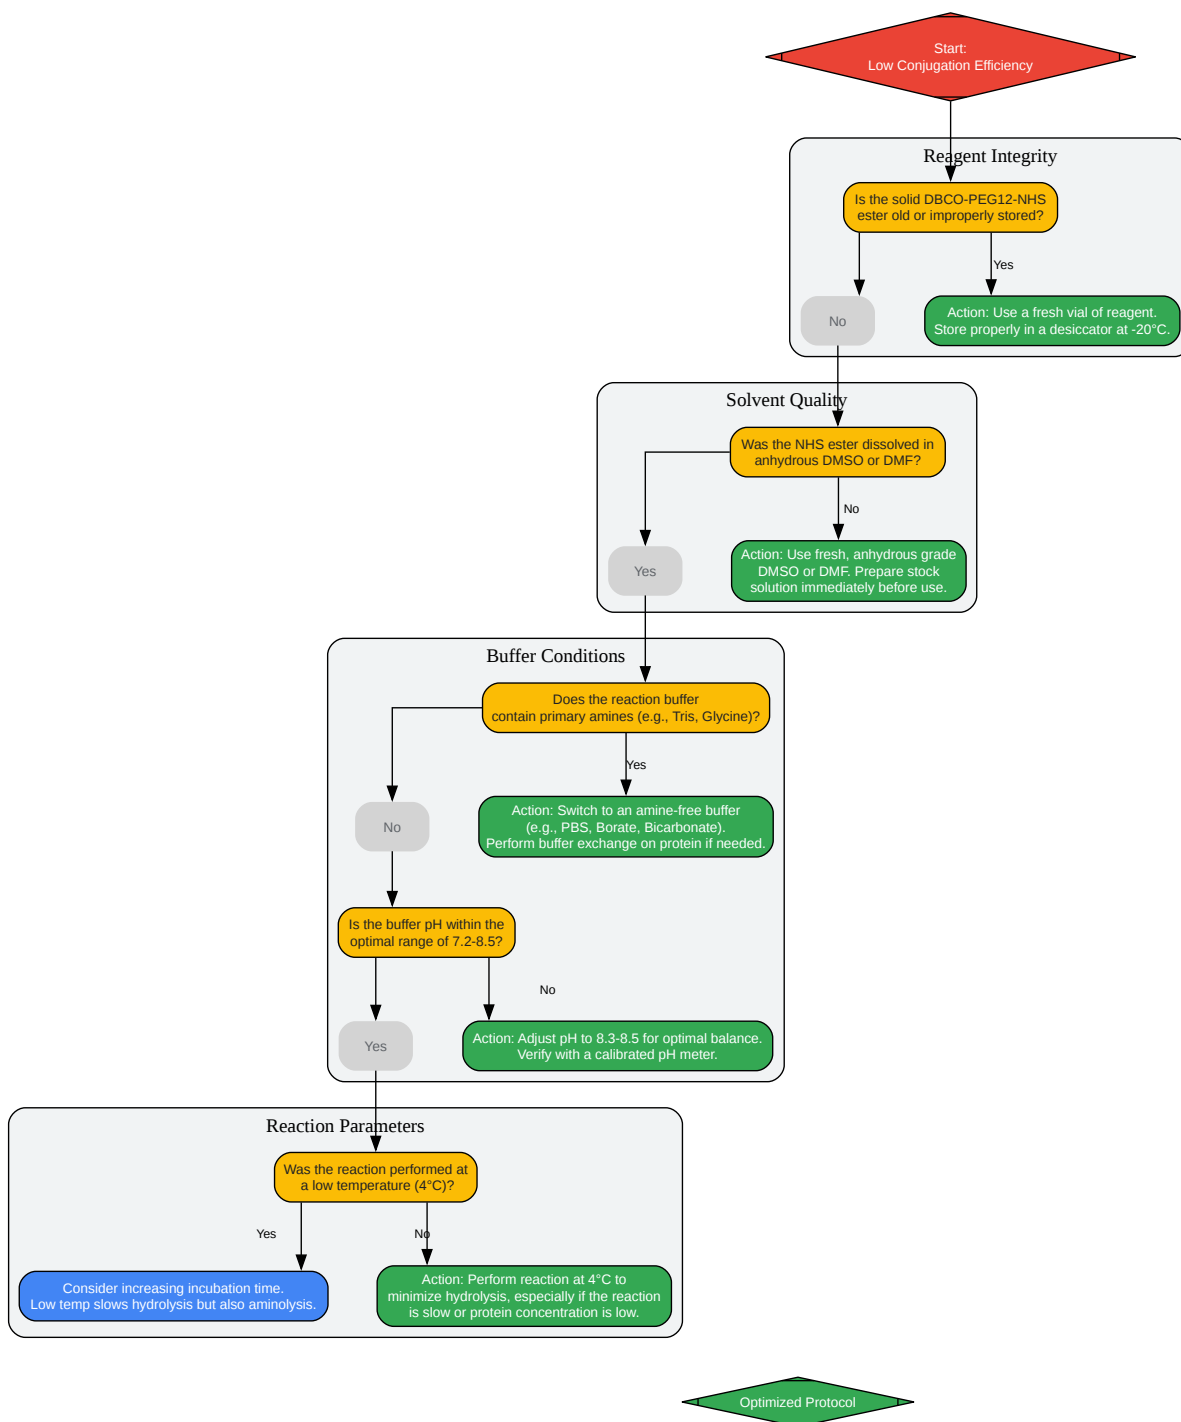 Start:
Low Conjugation Efficiency
Reagent Integrity
Is the solid DBCO-PEG12-NHS
ester old or improperly stored?
Yes
No
Action: Use a fresh vial of reagent.
Store properly in a desiccator at -20°C.
Solvent Quality
Was the NHS ester dissolved in
anhydrous DMSO or DMF?
No
Yes
Action: Use fresh, anhydrous grade
DMSO or DMF. Prepare stock
solution immediately before use.
Buffer Conditions
Does the reaction buffer
contain primary amines (e.g., Tris, Glycine)?
Yes
No
Action: Switch to an amine-free buffer
(e.g., PBS, Borate, Bicarbonate).
Perform buffer exchange on protein if needed.
Is the buffer pH within the
optimal range of 7.2-8.5?
No
Yes
Action: Adjust pH to 8.3-8.5 for optimal balance.
Verify with a calibrated pH meter.
Reaction Parameters
Was the reaction performed at
a low temperature (4°C)?
Yes
No
Consider increasing incubation time.
Low temp slows hydrolysis but also aminolysis.
Action: Perform reaction at 4°C to
minimize hydrolysis, especially if the reaction
is slow or protein concentration is low.
Optimized Protocol